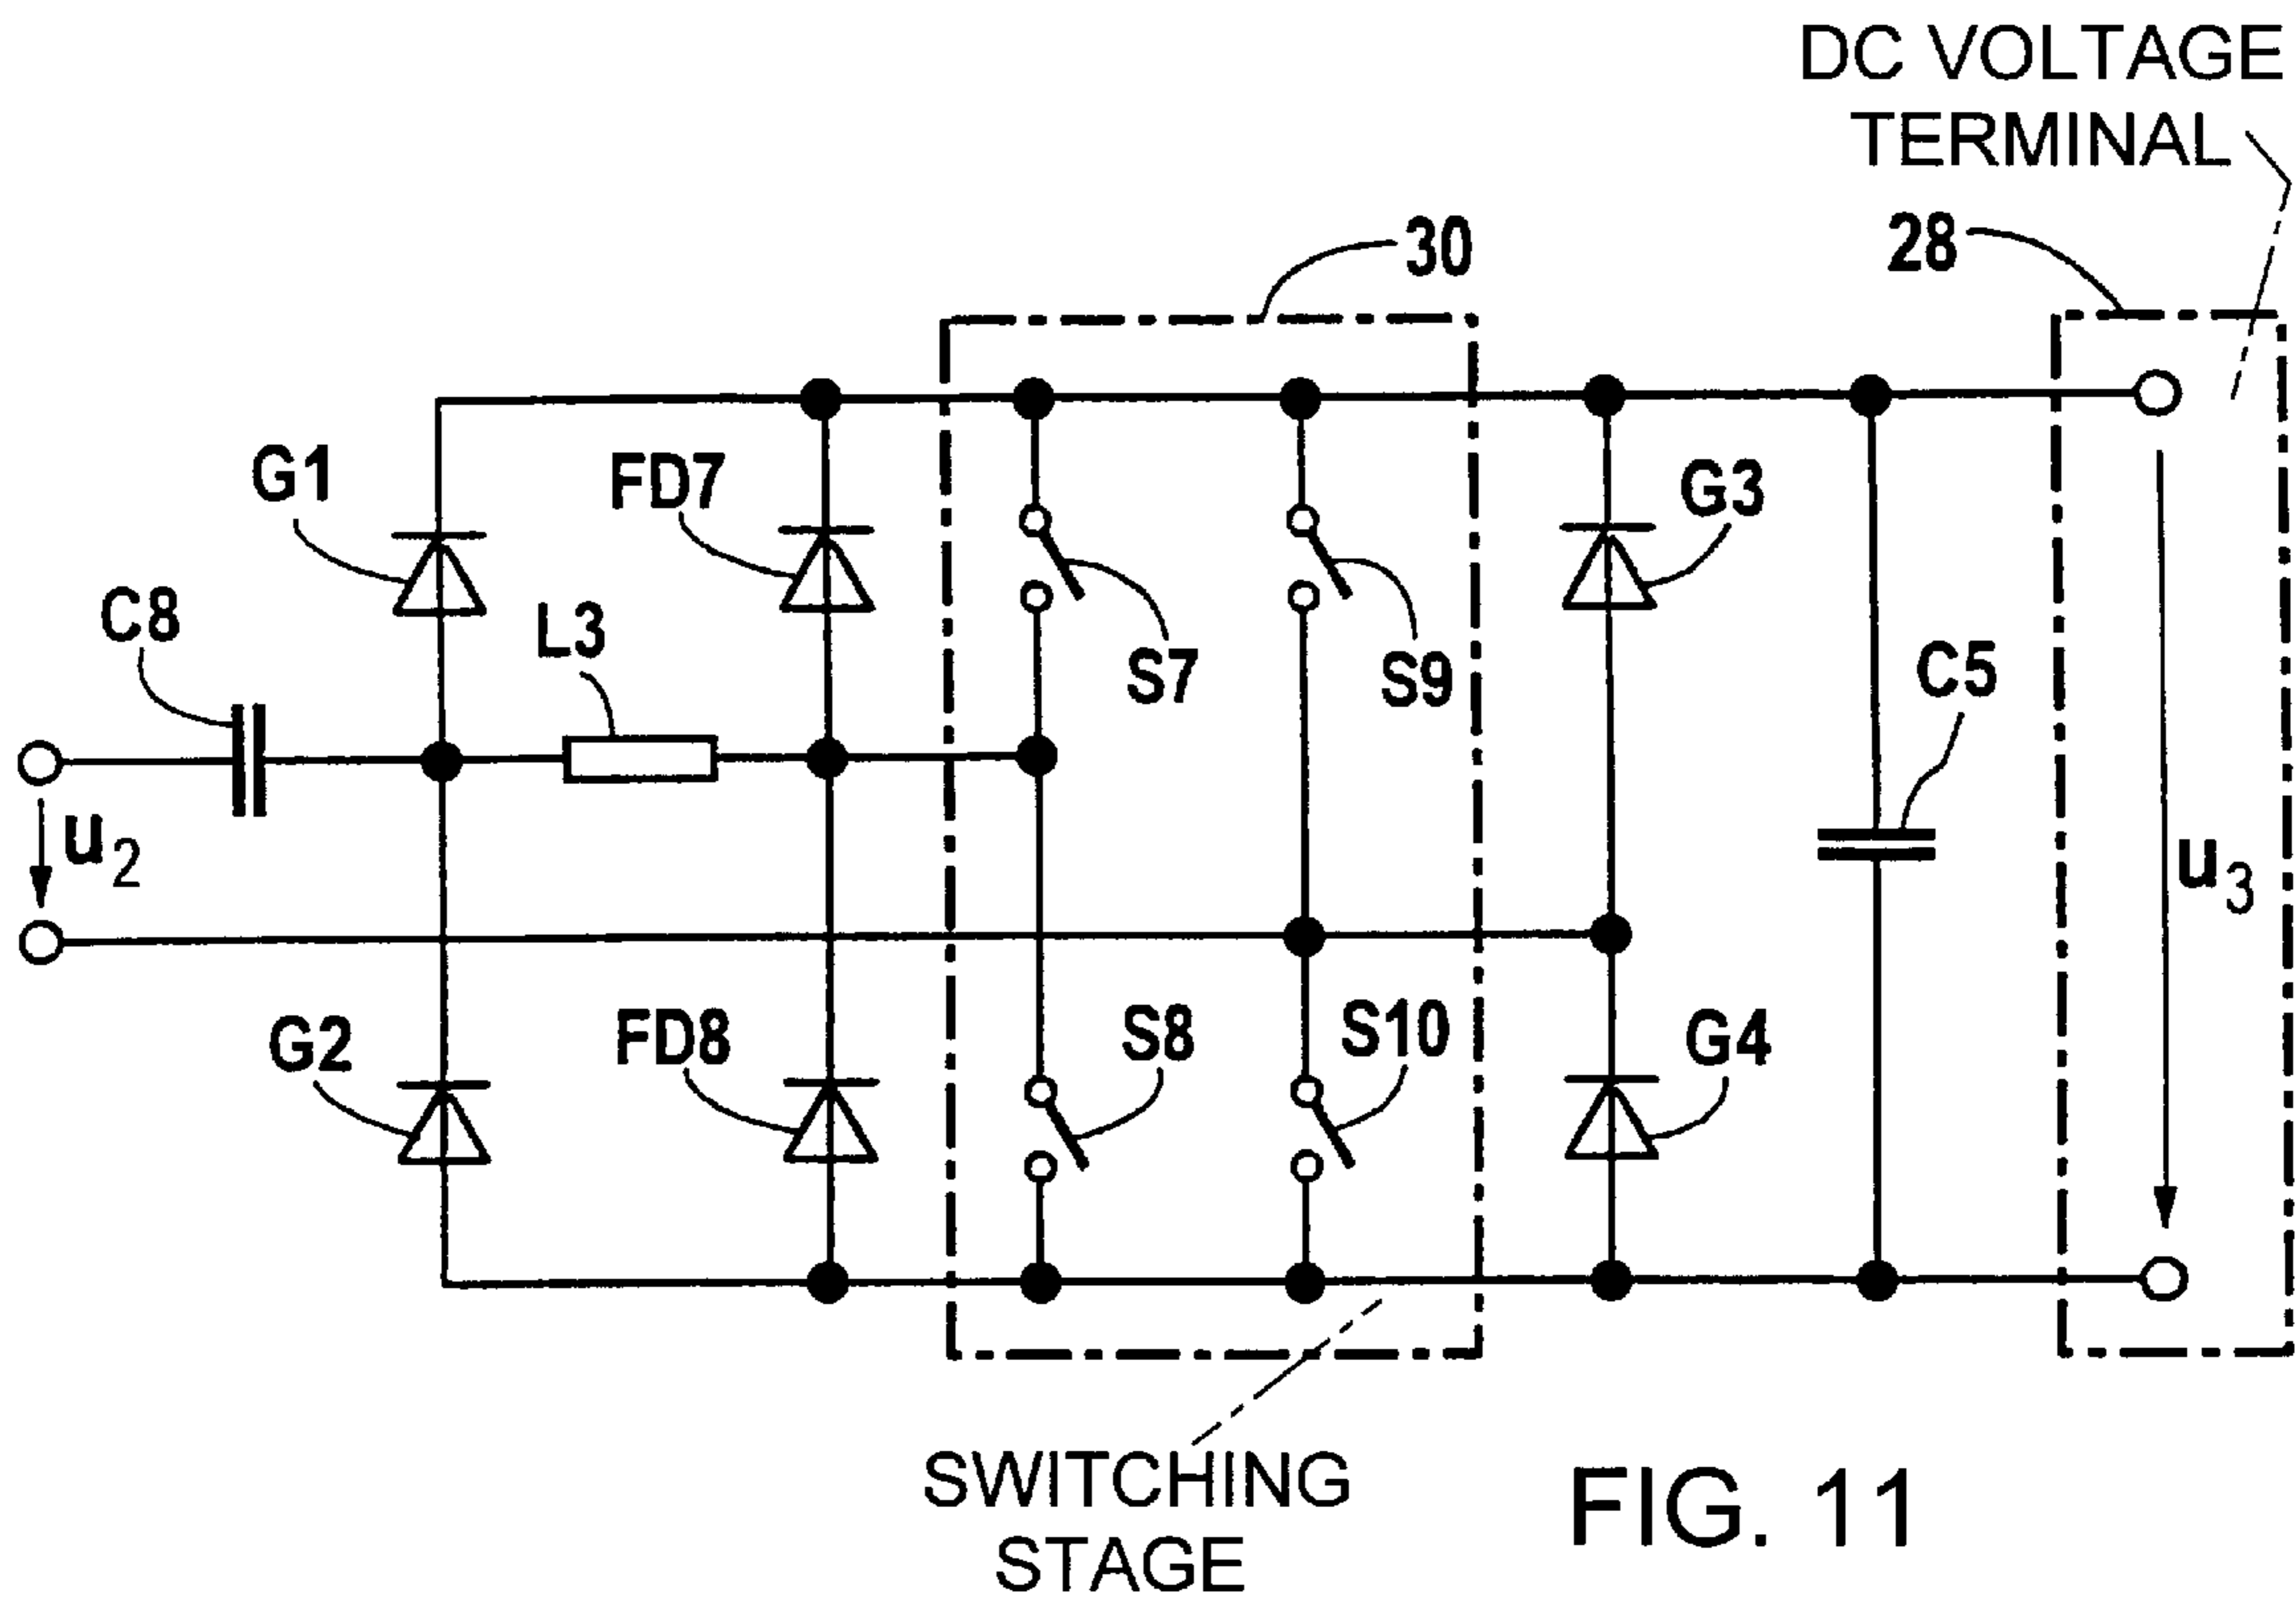 DC VOLTAGE
TERMINAL
30
28
G1
FD7
G3
C8
L3
S7
S9
C5
u2
u3
G2
FD8
S8
S10
G4
SWITCHING
STAGE
FIG. 11